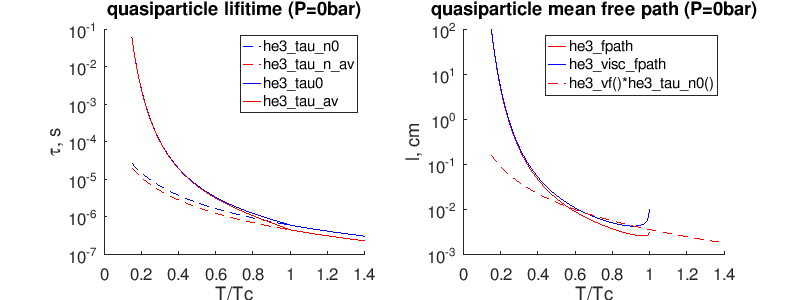 quasiparticle lifitime (P=0bar)
10^-1
10^-2
10^-3
10^-4
10^-5
10^-6
10^-7
τ, s
he3_tau_n0
he3_tau_n_av
he3_tau0
he3_tau_av
0 0.2 0.4 0.6 0.8 1 1.2 1.4
T/Tc
quasiparticle mean free path (P=0bar)
10^2
10^1
10^0
10^-1
10^-2
10^-3
l, cm
he3_fpath
he3_visc_fpath
he3_vf()*he3_tau_n0()
0 0.2 0.4 0.6 0.8 1 1.2 1.4
T/Tc